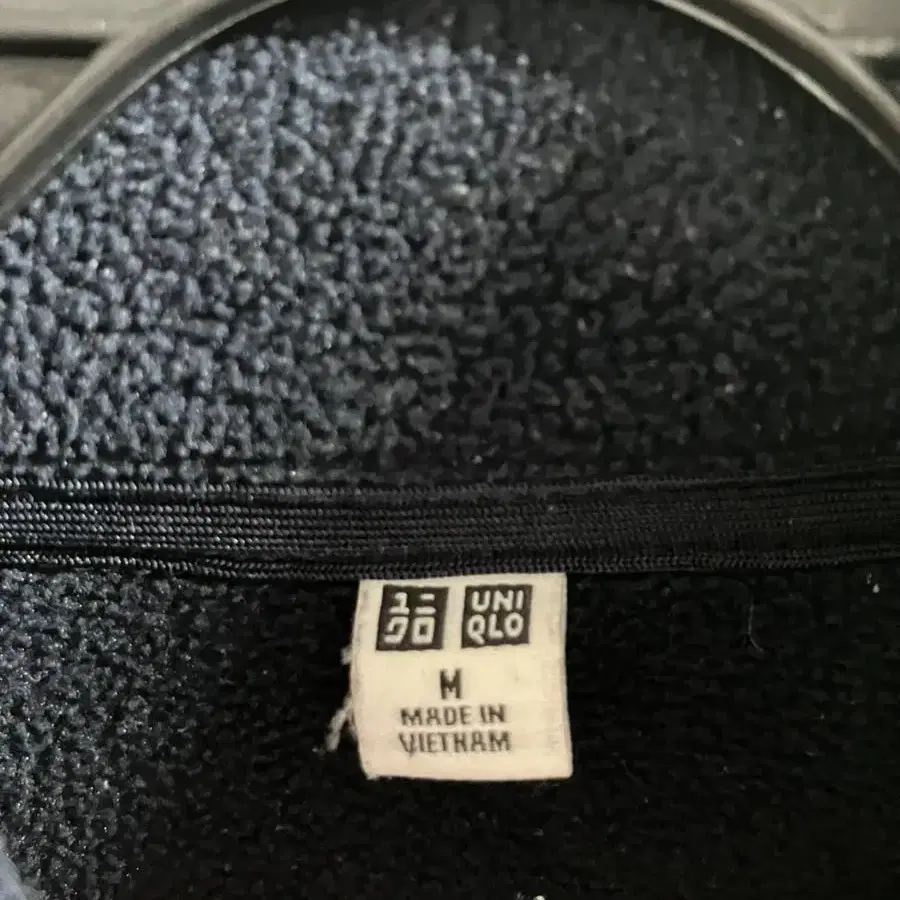 ユニ UNI
クロ QLO
M
MADE IN
VIETNAM